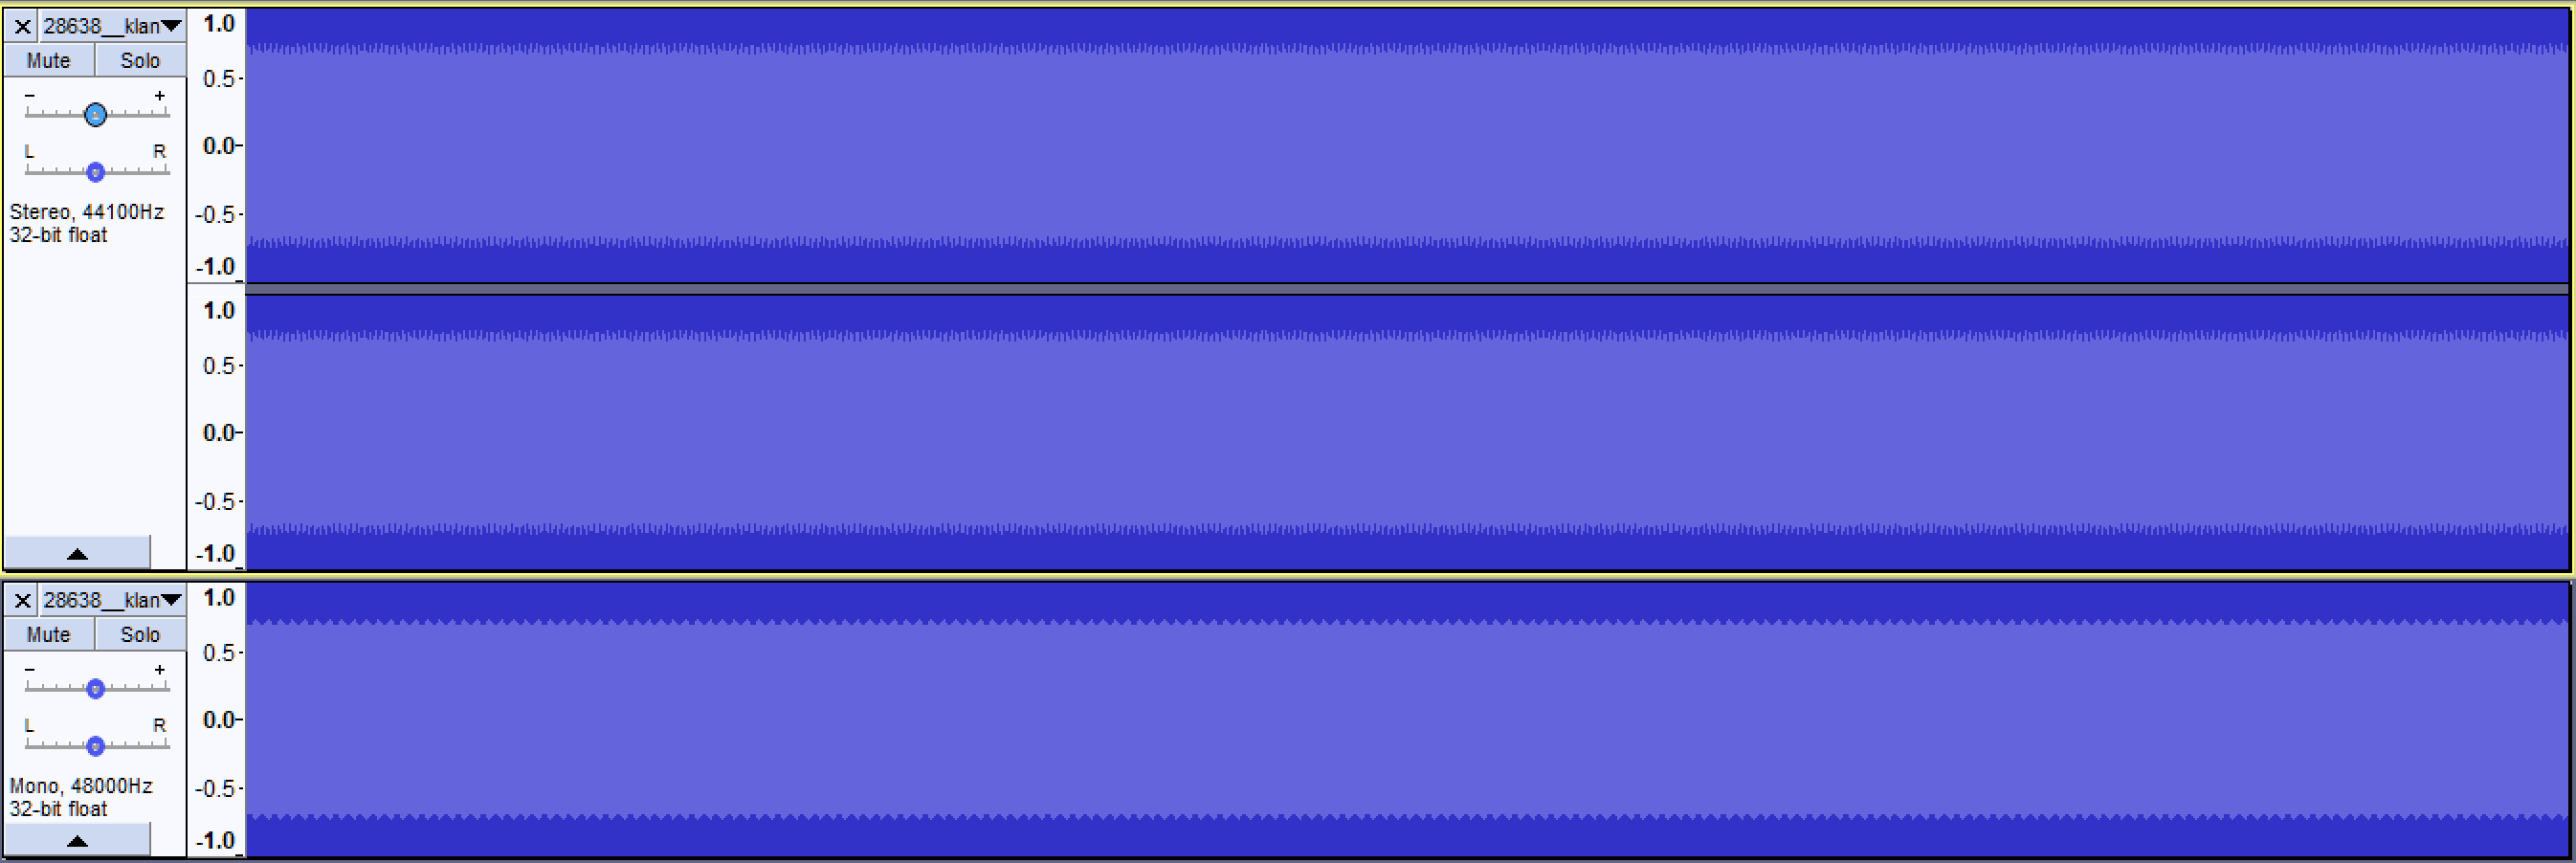 × 28638__klan
Mute Solo
- +
L R
Stereo, 44100Hz
32-bit float
1.0
0.5
0.0
-0.5
-1.0
1.0
0.5
0.0
-0.5
-1.0
× 28638__klan
Mute Solo
- +
L R
Mono, 48000Hz
32-bit float
1.0
0.5
0.0
-0.5
-1.0